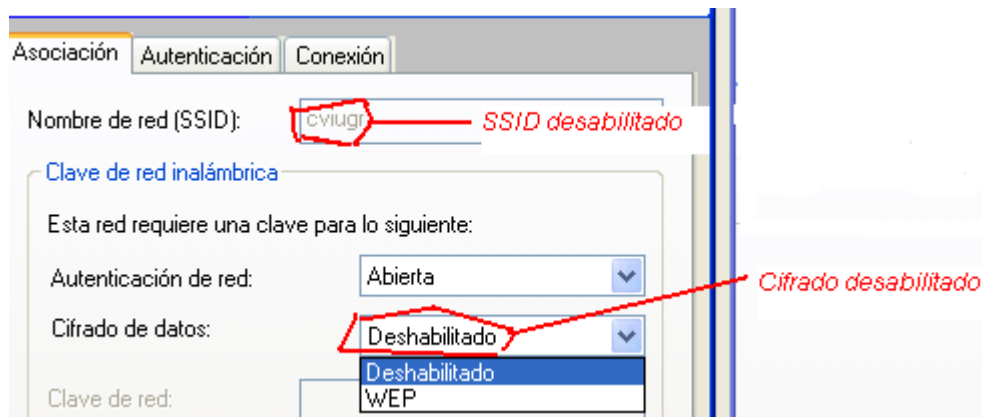 Asociación Autenticación Conexión
Nombre de red (SSID): cviugr SSID desabilitado
Clave de red inalámbrica
Esta red requiere una clave para lo siguiente:
Autenticación de red: Abierta
Cifrado desabilitado
Cifrado de datos: Deshabilitado
Deshabilitado
Clave de red: WEP